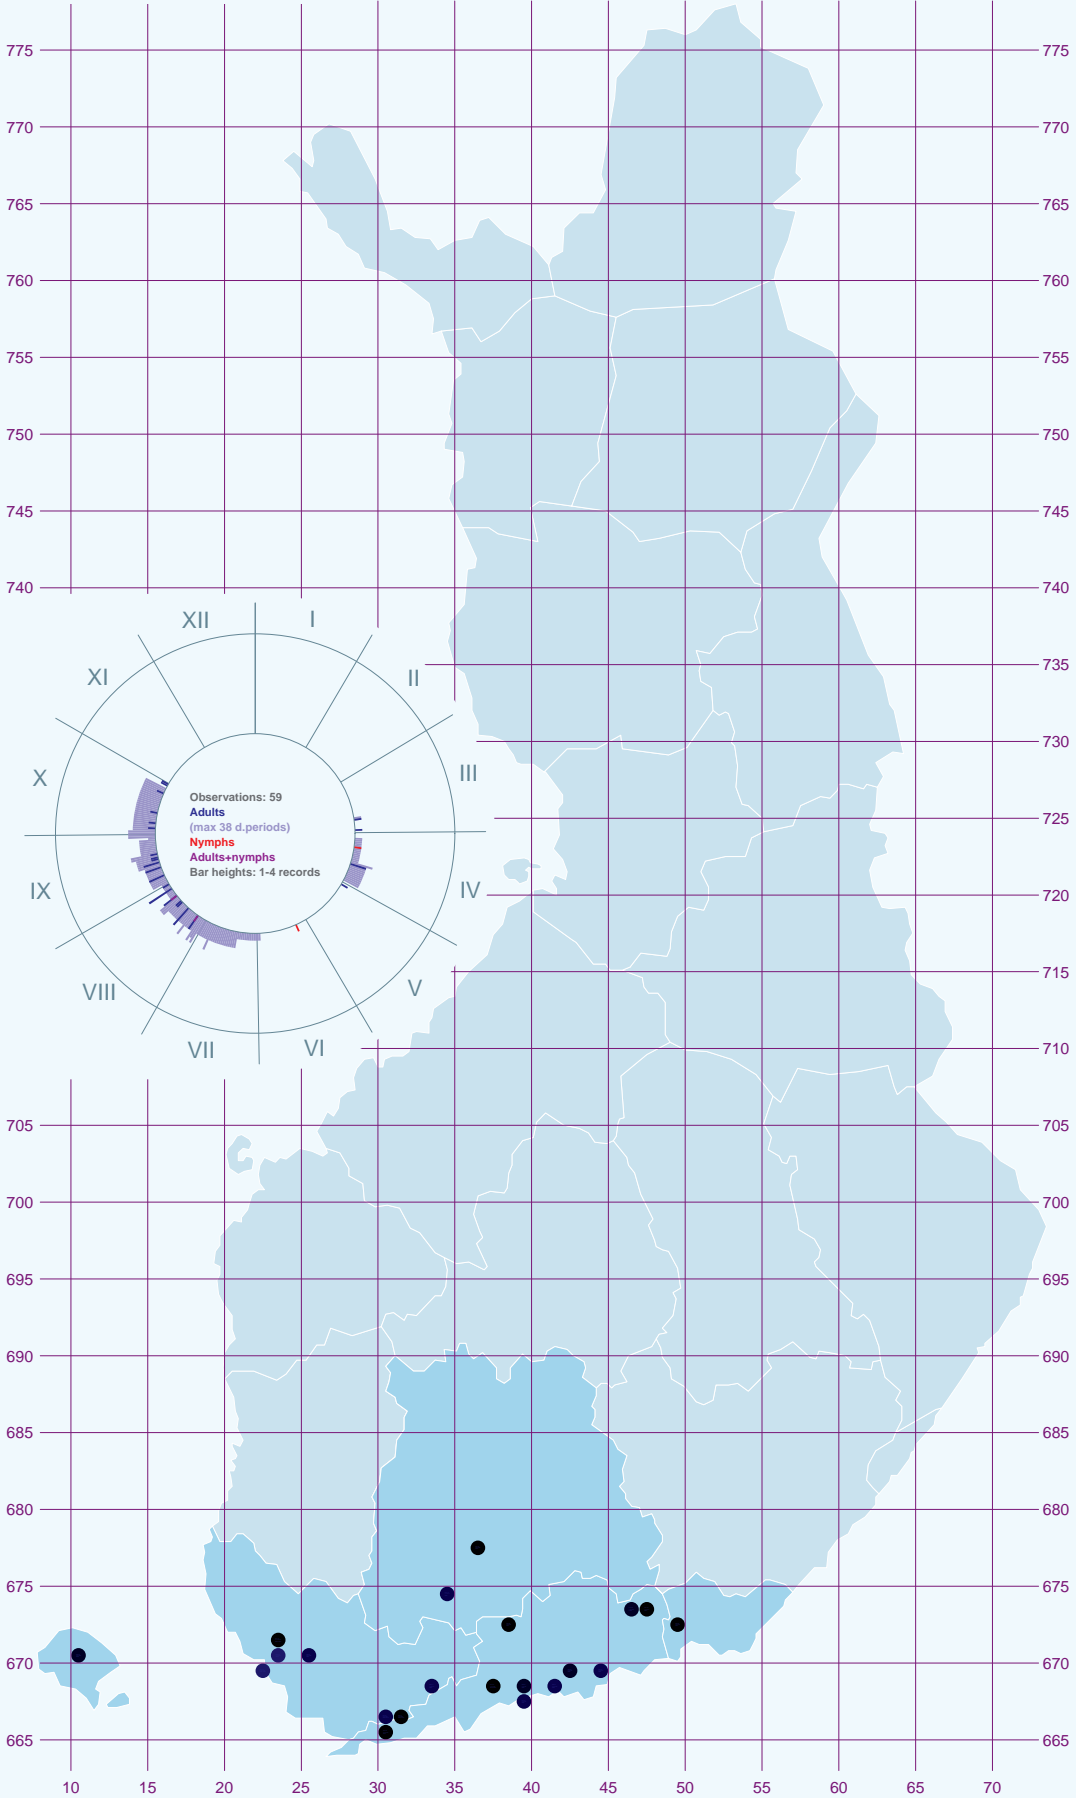 775 775
770 770
765 765
760 760
755 755
750 750
745 745
740 740
XII I
XI II
735
730
X III
Observations: 59
Adults
725
(max 38 d.periods)
Nymphs
Adults+nymphs
Bar heights: 1-4 records
IX IV
720
VIII V
715
VII VI
710
705 705
700 700
695 695
690 690
685 685
680 680
675 675
670 670
665 665
10 15 20 25 30 35 40 45 50 55 60 65 70